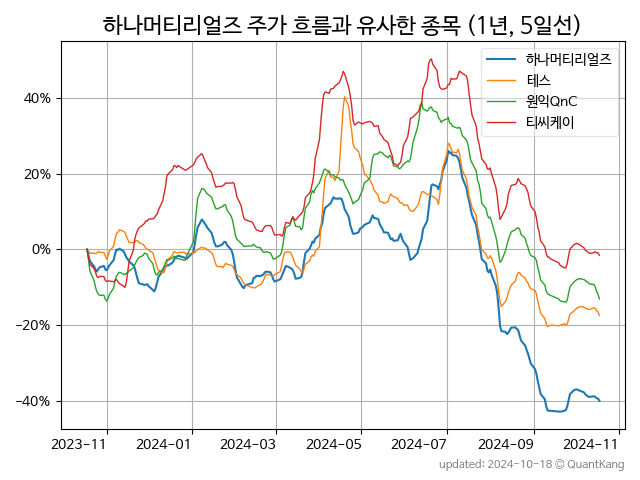 하나머티리얼즈 주가 흐름과 유사한 종목 (1년, 5일선)
하나머티리얼즈
테스
원익QnC
티씨케이
40%
20%
0%
−20%
−40%
2023-11
2024-01
2024-03
2024-05
2024-07
2024-09
2024-11
updated: 2024-10-18 © QuantKang